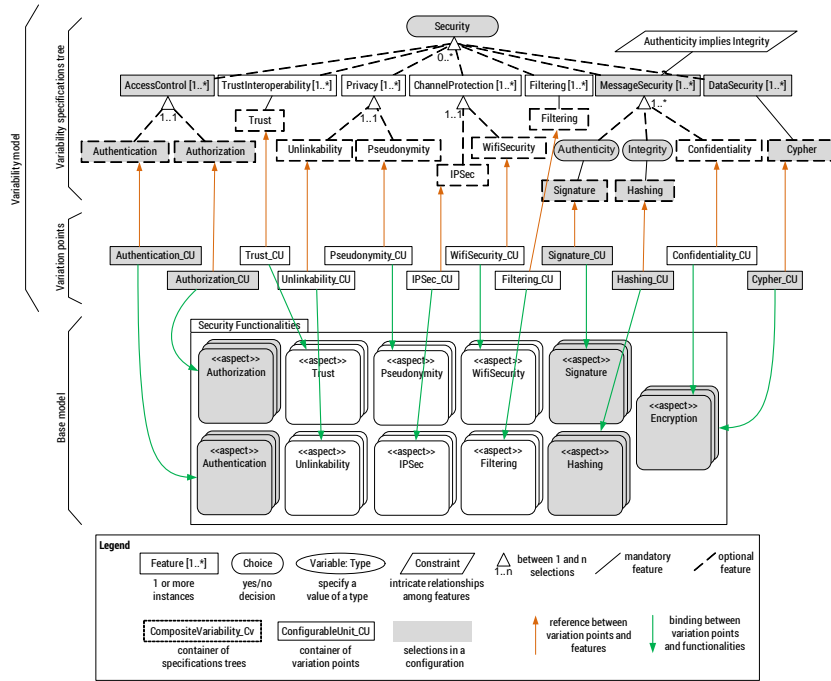 Security
0..*
Authenticity implies Integrity
AccessControl [1..*]
TrustInteroperability [1..*]
Privacy [1..*]
ChannelProtection [1..*]
Filtering [1..*]
MessageSecurity [1..*]
DataSecurity [1..*]
1..1
1..1
1..1
1..*
Trust
Filtering
Authentication
Authorization
Unlinkability
Pseudonymity
WifiSecurity
Authenticity
Integrity
Confidentiality
Cypher
IPSec
Signature
Hashing
Variability model
Variability specifications tree
Variation points
Authentication_CU
Trust_CU
Pseudonymity_CU
WifiSecurity_CU
Signature_CU
Confidentiality_CU
Authorization_CU
Unlinkability_CU
IPSec_CU
Filtering_CU
Hashing_CU
Cypher_CU
Base model
Security Functionalities
<<aspect>>
Authorization
<<aspect>>
Trust
<<aspect>>
Pseudonymity
<<aspect>>
WifiSecurity
<<aspect>>
Signature
<<aspect>>
Encryption
<<aspect>>
Authentication
<<aspect>>
Unlinkability
<<aspect>>
IPSec
<<aspect>>
Filtering
<<aspect>>
Hashing
Legend
Feature [1..*]
1 or more
instances
Choice
yes/no
decision
Variable: Type
specify a
value of a type
Constraint
intricate relationships
among features
1..n
between 1 and n
selections
mandatory
feature
optional
feature
CompositeVariability_Cv
container of
specifications trees
ConfigurableUnit_CU
container of
variation points
selections in a
configuration
reference between
variation points and
features
binding between
variation points
and functionalities